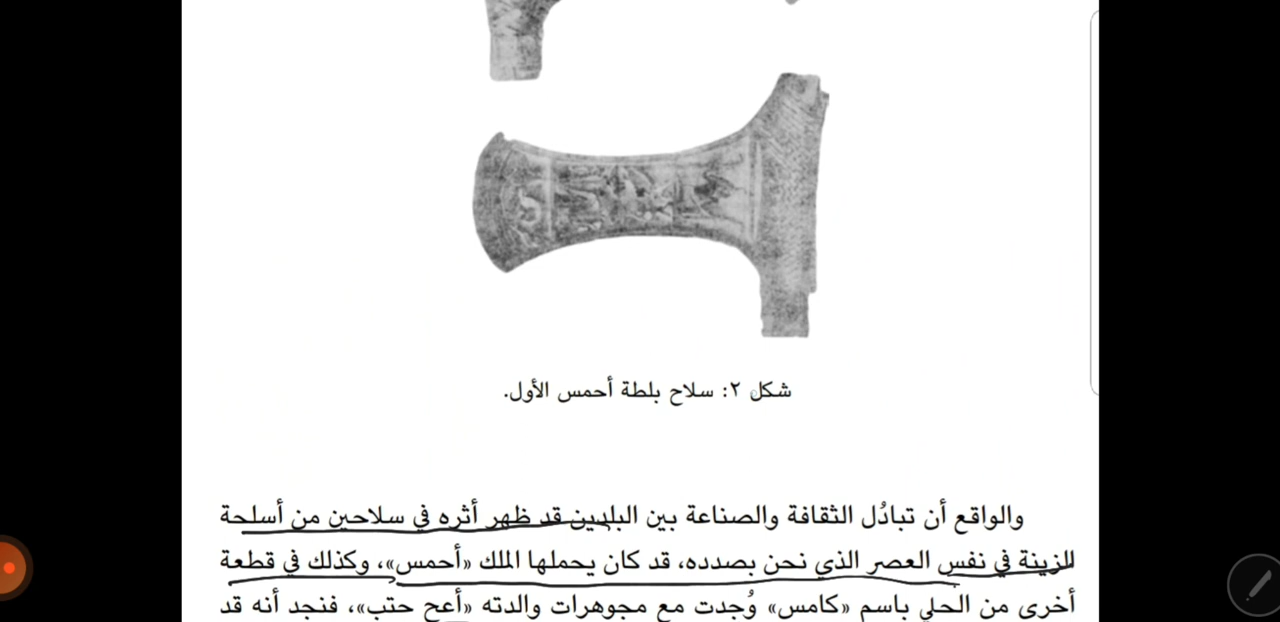 شكل ٢: سلاح بلطة أحمس الأول.
والواقع أن تبادُل الثقافة والصناعة بين البلدين قد ظهر أثره في سلاحين من أسلحة
الزينة في نفس العصر الذي نحن بصدده، قد كان يحملها الملك «أحمس»، وكذلك في قطعة
أخرى من الحلي باسم «كامس» وُجدت مع مجوهرات والدته «أعح حتب»، فنجد أنه قد